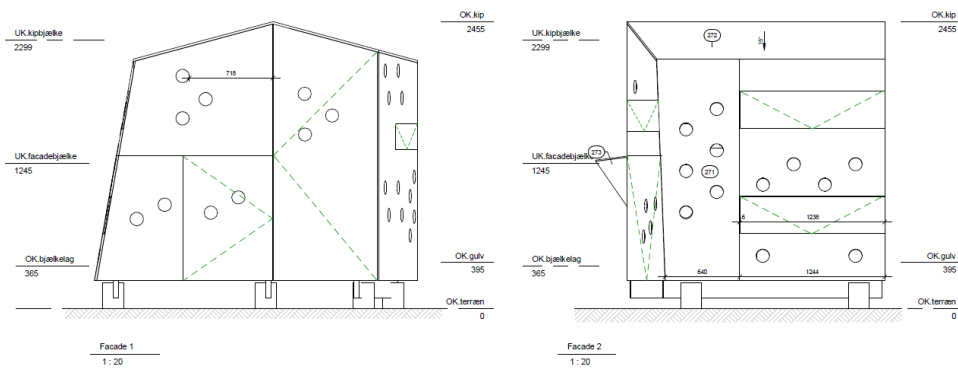 OK.kip
2455
UK.kipbjælke
2299
718
UK.facadebjælke
1245
OK.bjælkelag
365
OK.gulv
395
OK.terræn
0
Facade 1
1 : 20
OK.kip
2455
UK.kipbjælke
2299
272
15°
UK.facadebjælke
1245
273
271
6
1238
OK.bjælkelag
365
640
1244
OK.gulv
395
OK.terræn
0
Facade 2
1 : 20